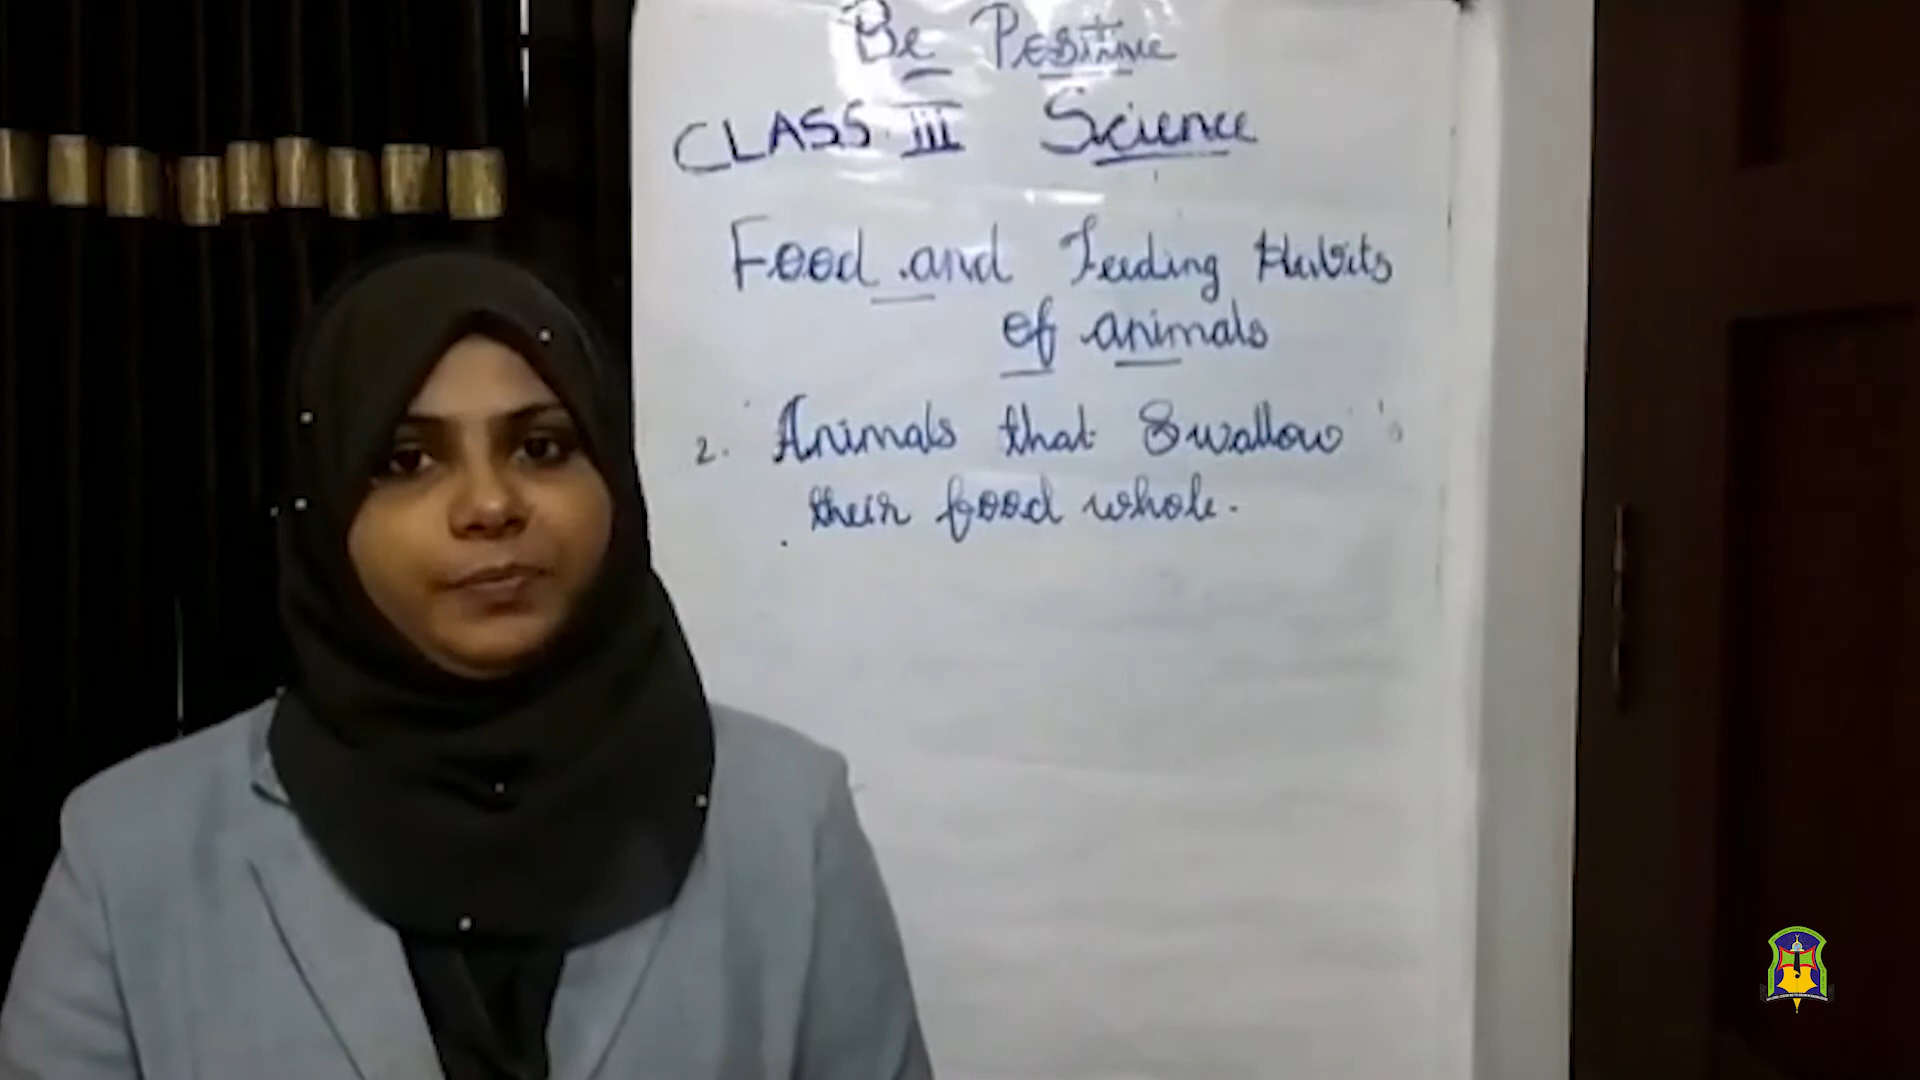 Be Positive
CLASS III Science
Food and Feeding Habits
of animals
2. Animals that Swallow
their food whole.